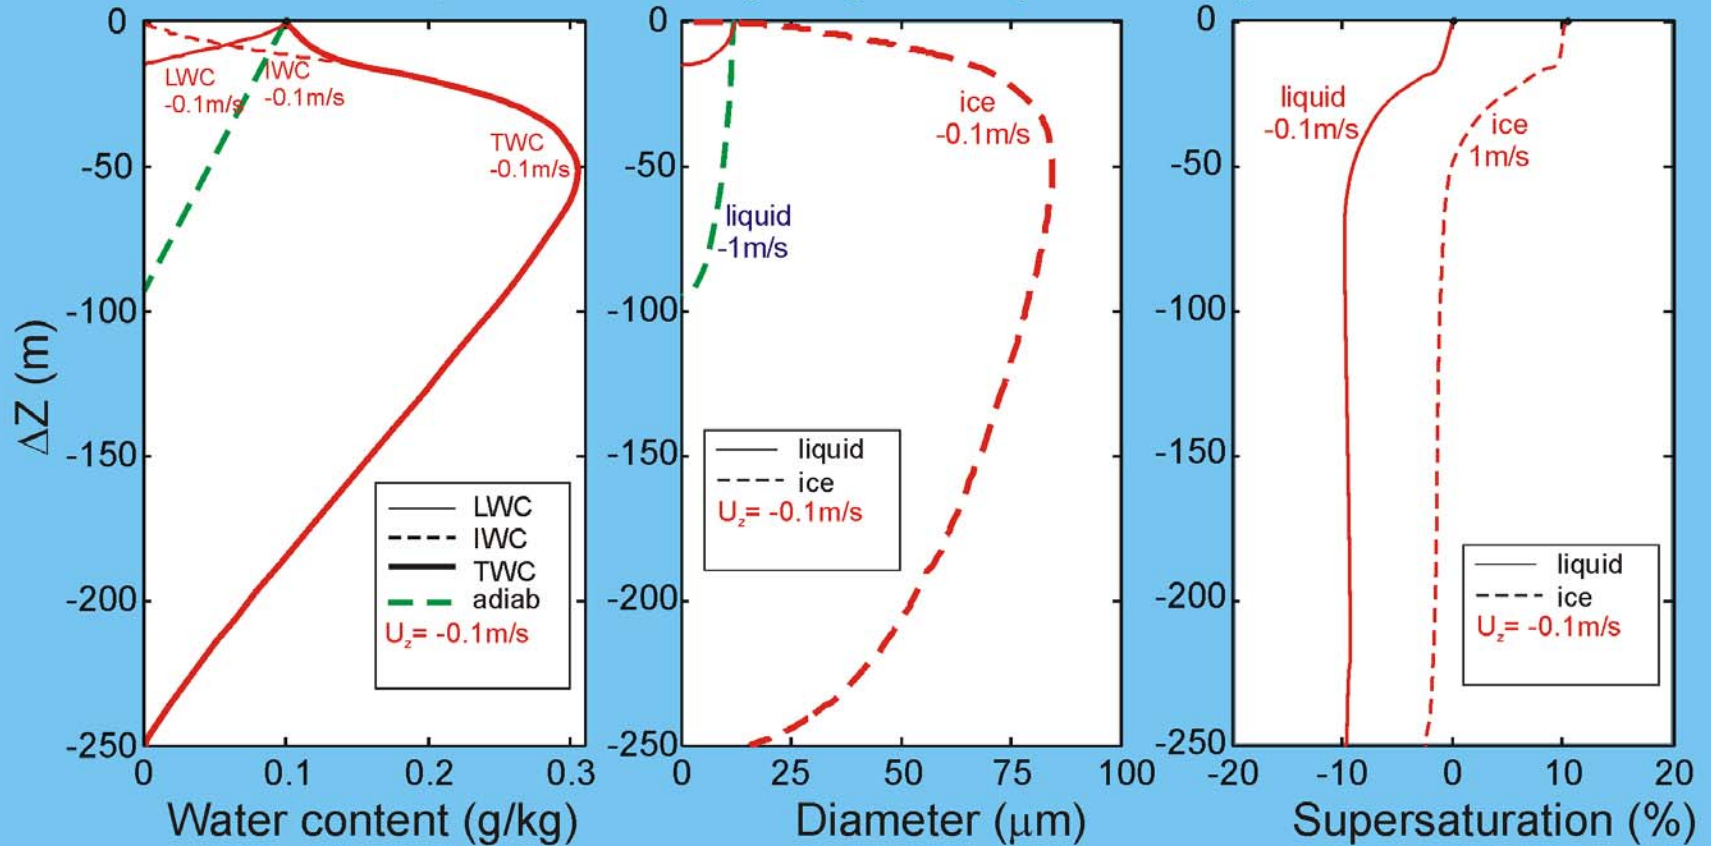 0
-50
-100
-150
-200
-250
ΔZ (m)
LWC
-0.1m/s
IWC
-0.1m/s
TWC
-0.1m/s
LWC
IWC
TWC
adiab
Uz= -0.1m/s
0 0.1 0.2 0.3
Water content (g/kg)
0
-50
-100
-150
-200
-250
ice
-0.1m/s
liquid
-1m/s
liquid
ice
Uz= -0.1m/s
0 25 50 75 100
Diameter (μm)
0
-50
-100
-150
-200
-250
liquid
-0.1m/s
ice
1m/s
liquid
ice
Uz= -0.1m/s
-20 -10 0 10 20
Supersaturation (%)